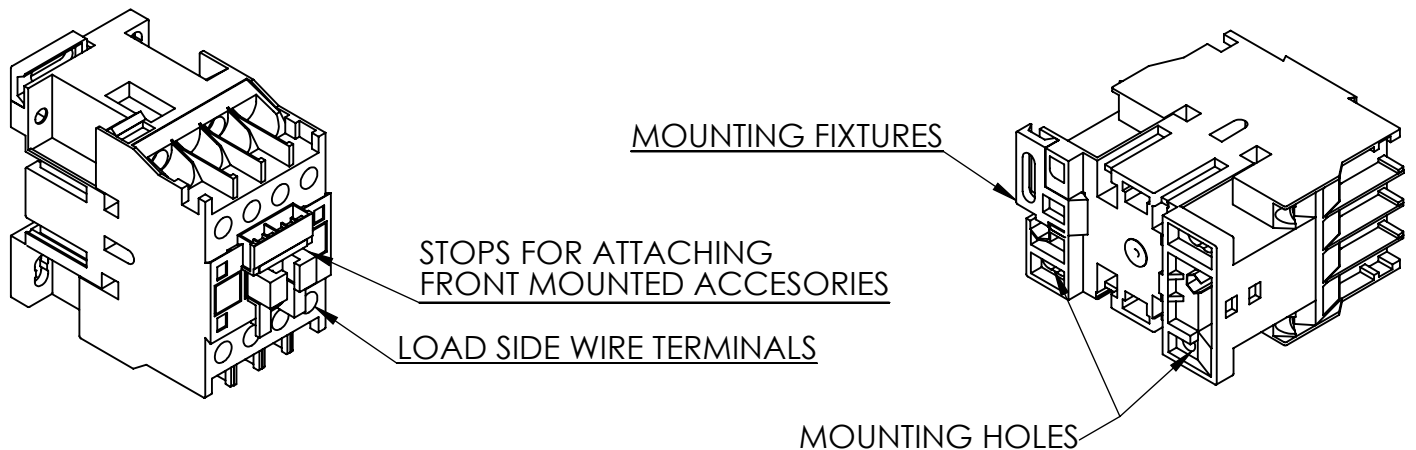 MOUNTING FIXTURES
STOPS FOR ATTACHING
FRONT MOUNTED ACCESORIES
LOAD SIDE WIRE TERMINALS
MOUNTING HOLES